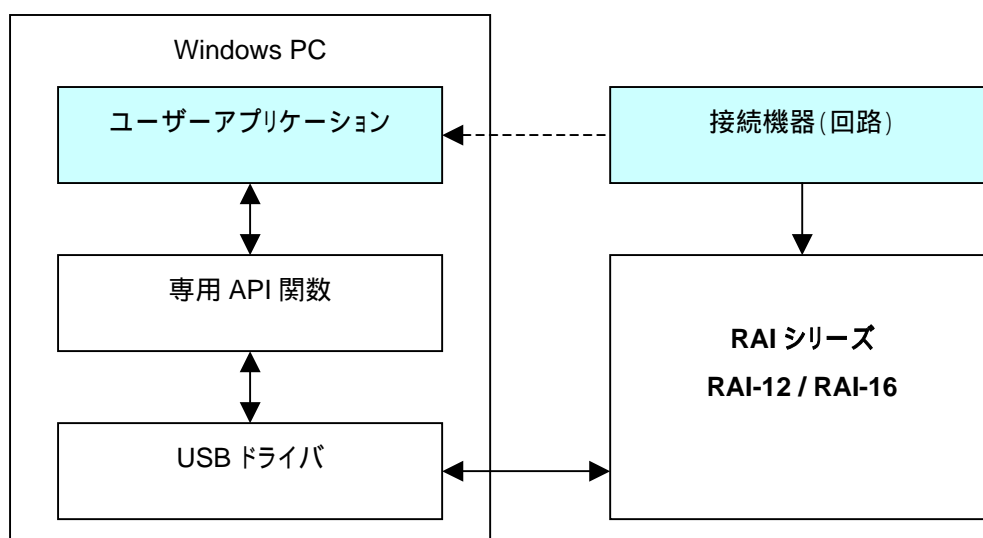 Windows PC
ユーザーアプリケーション
接続機器(回路)
専用 API 関数
RAI シリーズ
RAI-12 / RAI-16
USB ドライバ